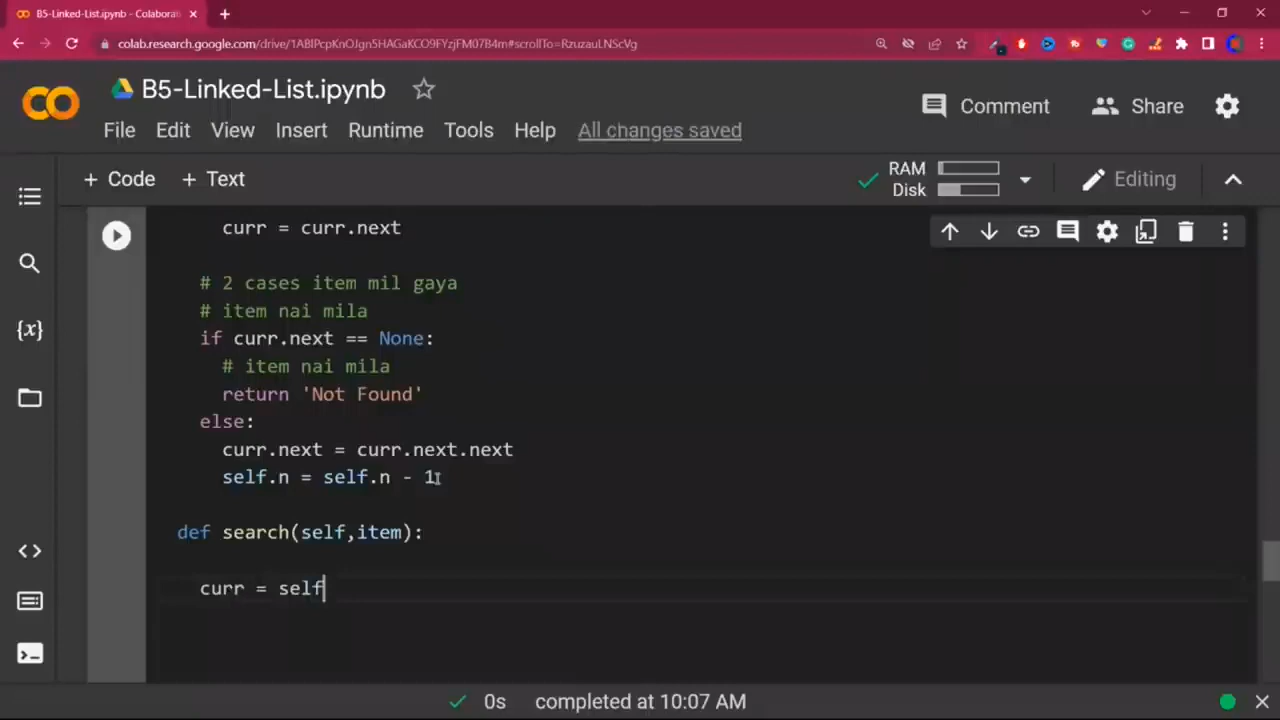 B5-Linked-List.ipynb - Colaborat
colab.research.google.com/drive/1ABlPcpKnOJgn5HAGaKCO9FYzjFM07B4m#scrollTo=RzuzauLNScVg
B5-Linked-List.ipynb
Comment
Share
File Edit View Insert Runtime Tools Help All changes saved
+ Code + Text
RAM
Disk
Editing
curr = curr.next
# 2 cases item mil gaya
# item nai mila
if curr.next == None:
# item nai mila
return 'Not Found'
else:
curr.next = curr.next.next
self.n = self.n - 1
def search(self,item):
curr = self
0s completed at 10:07 AM